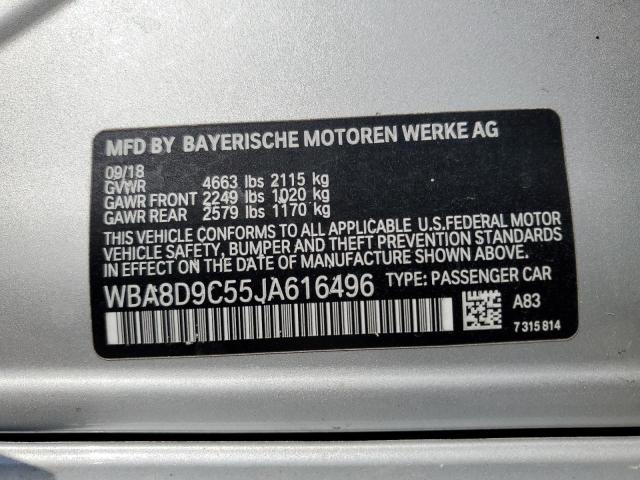 MFD BY BAYERISCHE MOTOREN WERKE AG
09/18
GVWR 4663 lbs 2115 kg
GAWR FRONT 2249 lbs 1020 kg
GAWR REAR 2579 lbs 1170 kg
THIS VEHICLE CONFORMS TO ALL APPLICABLE U.S.FEDERAL MOTOR
VEHICLE SAFETY, BUMPER AND THEFT PREVENTION STANDARDS
IN EFFECT ON THE DATE OF MANUFACTURE SHOWN ABOVE.
WBA8D9C55JA616496 TYPE: PASSENGER CAR
A83
7315814